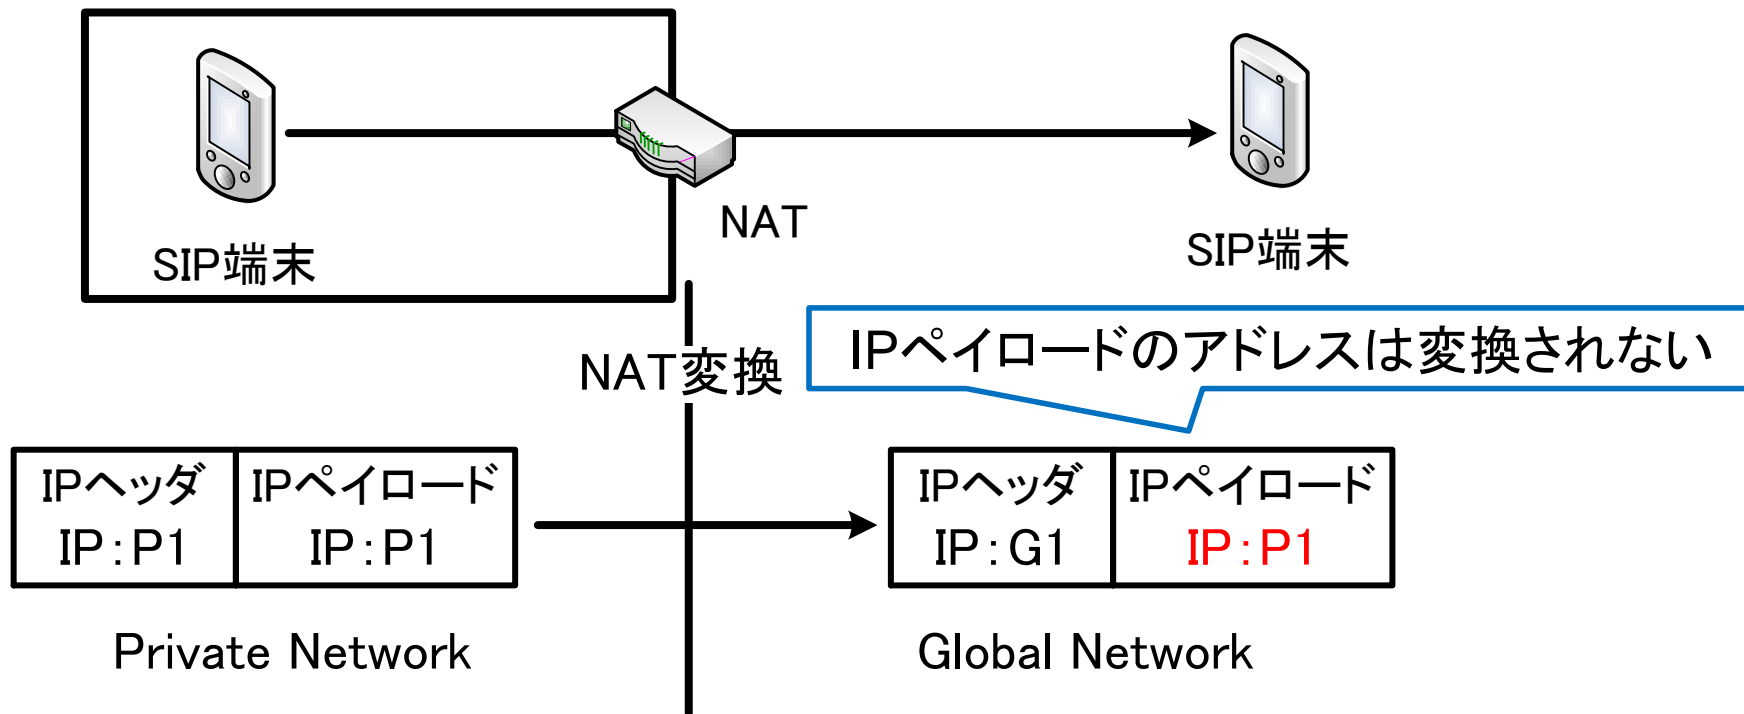 NAT
SIP端末
SIP端末
NAT変換
IPペイロードのアドレスは変換されない
IPヘッダ
IP:P1
IPペイロード
IP:P1
IPヘッダ
IP:G1
IPペイロード
IP:P1
Private Network
Global Network